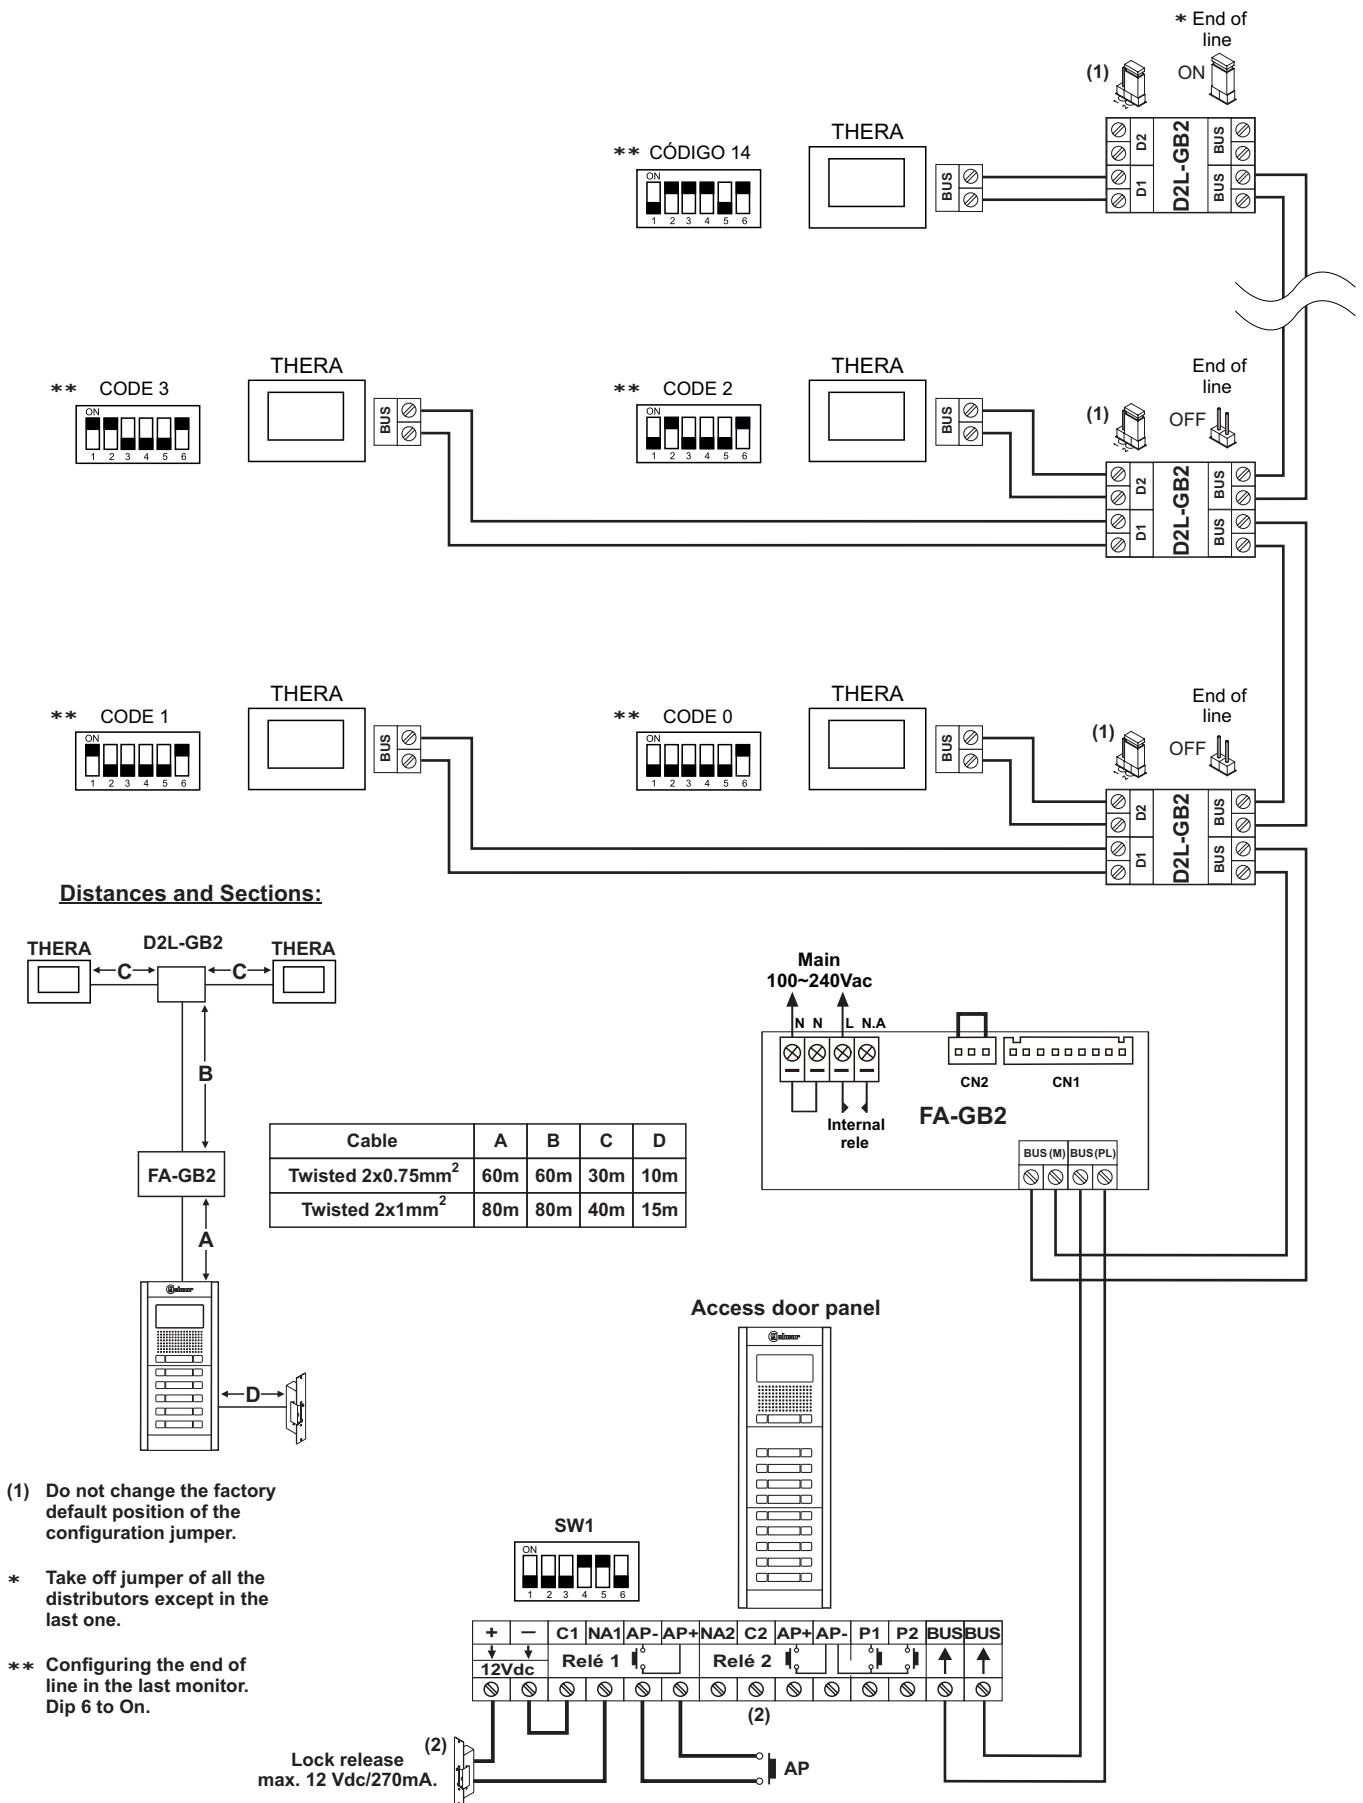 * End of
line
(1)
ON
THERA
** CÓDIGO 14
ON
1 2 3 4 5 6
BUS
D2
D1
D2L-GB2
BUS
BUS
THERA
** CODE 3
ON
1 2 3 4 5 6
BUS
THERA
** CODE 2
ON
1 2 3 4 5 6
BUS
End of
line
(1)
OFF
D2
D1
D2L-GB2
BUS
BUS
THERA
** CODE 1
ON
1 2 3 4 5 6
BUS
THERA
** CODE 0
ON
1 2 3 4 5 6
BUS
End of
line
(1)
OFF
D2
D1
D2L-GB2
BUS
BUS
Distances and Sections:
THERA
D2L-GB2
THERA
C
C
B
FA-GB2
A
Golmar
D
Cable A B C D
Twisted 2x0.75mm² 60m 60m 30m 10m
Twisted 2x1mm² 80m 80m 40m 15m
Main
100~240Vac
N N L N.A
CN2
CN1
Internal
rele
FA-GB2
BUS (M) BUS (PL)
Access door panel
Golmar
(1) Do not change the factory
default position of the
configuration jumper.
* Take off jumper of all the
distributors except in the
last one.
** Configuring the end of
line in the last monitor.
Dip 6 to On.
SW1
ON
1 2 3 4 5 6
+ – C1 NA1 AP- AP+ NA2 C2 AP+ AP- P1 P2 BUS BUS
12Vdc Relé 1 Relé 2
(2)
(2)
Lock release
max. 12 Vdc/270mA.
AP